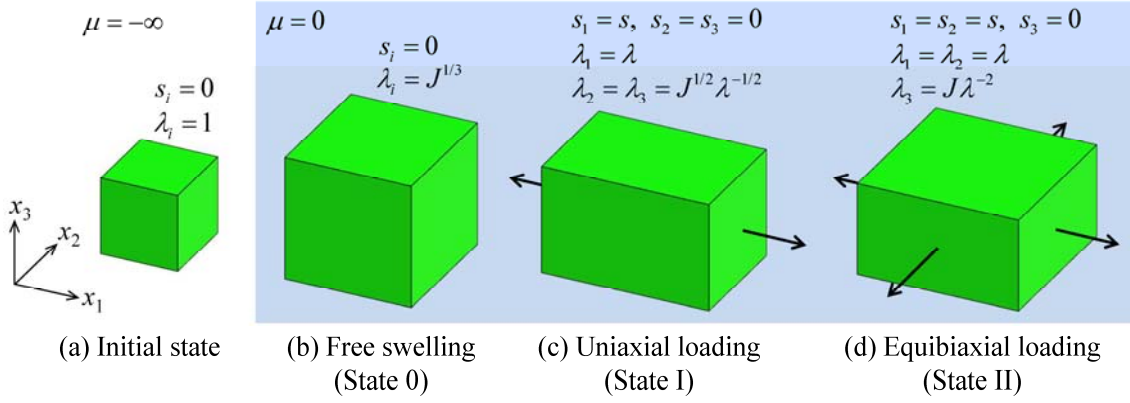 μ = −∞
s_i = 0
λ_i = 1
x_3
x_2
x_1
(a) Initial state
μ = 0
s_i = 0
λ_i = J^{1/3}
(b) Free swelling
(State 0)
s_1 = s, s_2 = s_3 = 0
λ_1 = λ
λ_2 = λ_3 = J^{1/2} λ^{−1/2}
(c) Uniaxial loading
(State I)
s_1 = s_2 = s, s_3 = 0
λ_1 = λ_2 = λ
λ_3 = Jλ^{−2}
(d) Equibiaxial loading
(State II)